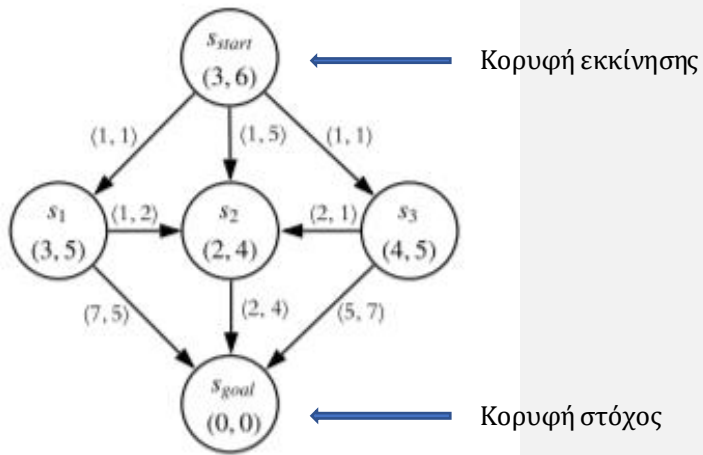 s_start
(3, 6)
Κορυφή εκκίνησης
(1, 1)
(1, 5)
(1, 1)
s_1
(3, 5)
(1, 2)
s_2
(2, 4)
(2, 1)
s_3
(4, 5)
(7, 5)
(2, 4)
(5, 7)
s_goal
(0, 0)
Κορυφή στόχος